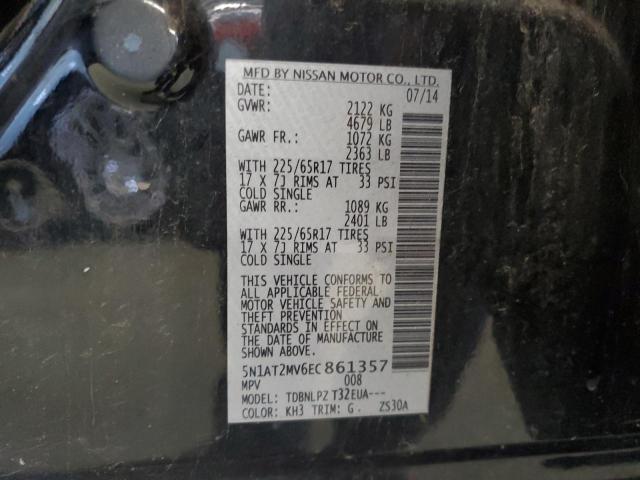 MFD BY NISSAN MOTOR CO., LTD.
DATE: 07/14
GVWR: 2122 KG
4679 LB
GAWR FR.: 1072 KG
2363 LB
WITH 225/65R17 TIRES
17 X 7J RIMS AT 33 PSI
COLD SINGLE
GAWR RR.: 1089 KG
2401 LB
WITH 225/65R17 TIRES
17 X 7J RIMS AT 33 PSI
COLD SINGLE
THIS VEHICLE CONFORMS TO
ALL APPLICABLE FEDERAL
MOTOR VEHICLE SAFETY AND
THEFT PREVENTION
STANDARDS IN EFFECT ON
THE DATE OF MANUFACTURE
SHOWN ABOVE.
5N1AT2MV6EC861357
MPV 008
MODEL: TDBNLPZ T32EUA---
COLOR: KH3 TRIM: G . ZS30A